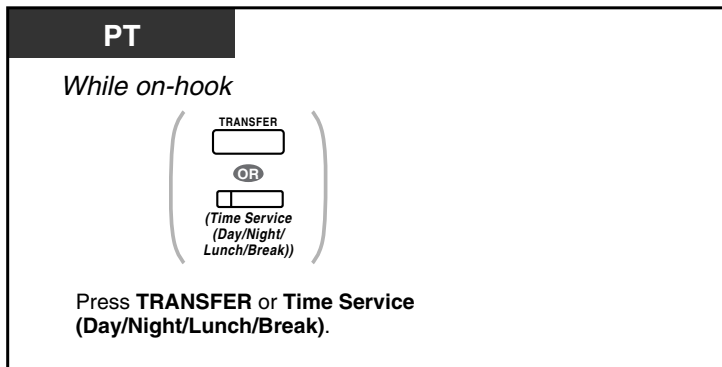 PT
While on-hook
TRANSFER
OR
(Time Service
(Day/Night/
Lunch/Break))
Press TRANSFER or Time Service
(Day/Night/Lunch/Break).